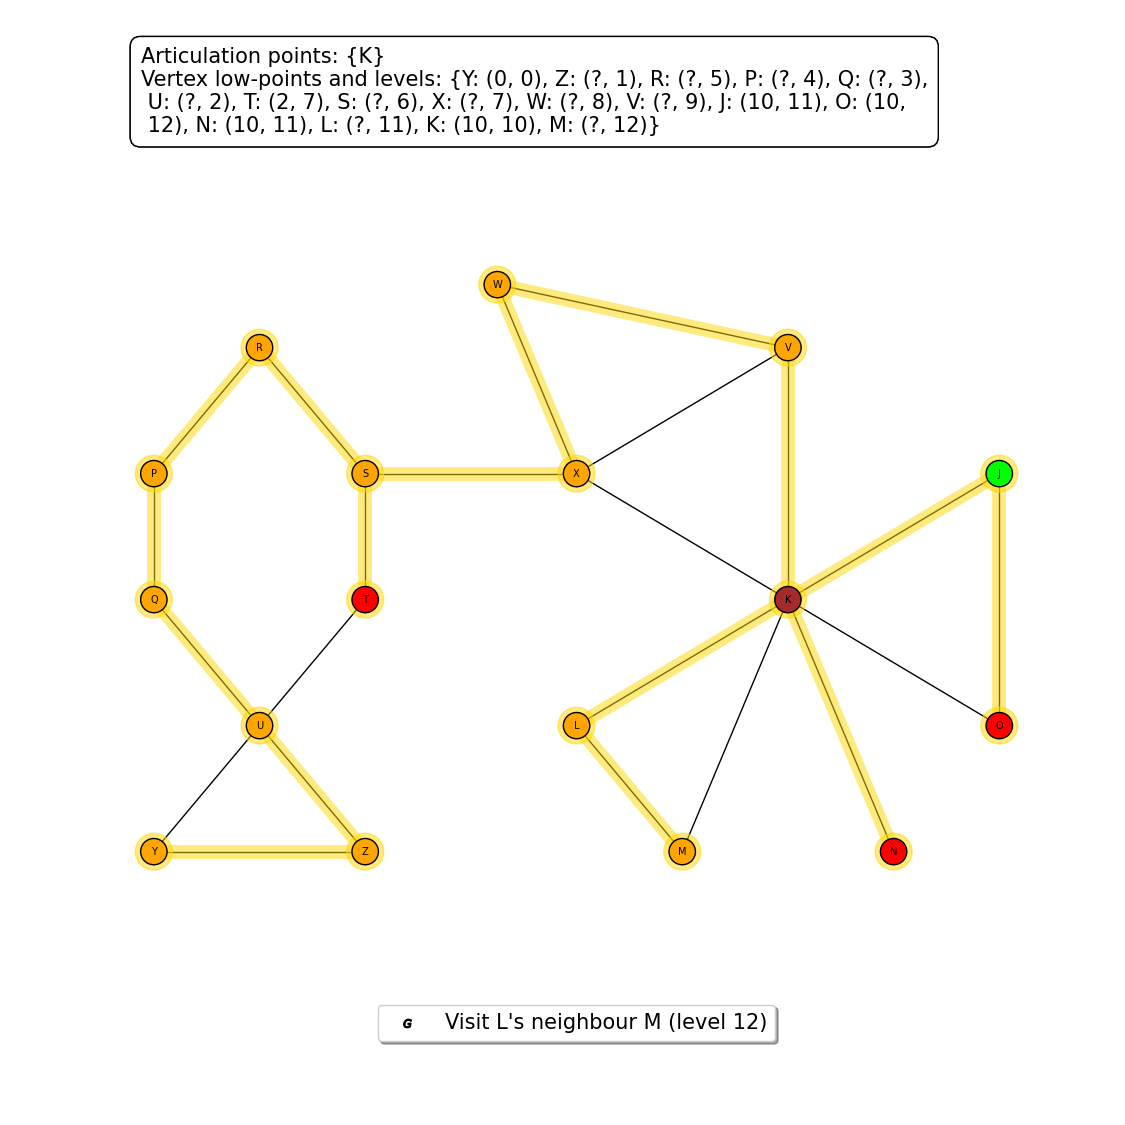 Articulation points: {K}
Vertex low-points and levels: {Y: (0, 0), Z: (?, 1), R: (?, 5), P: (?, 4), Q: (?, 3),
U: (?, 2), T: (2, 7), S: (?, 6), X: (?, 7), W: (?, 8), V: (?, 9), J: (10, 11), O: (10,
12), N: (10, 11), L: (?, 11), K: (10, 10), M: (?, 12)}
W
R
V
P
S
X
J
Q
T
K
U
L
O
Y
Z
M
N
G Visit L's neighbour M (level 12)